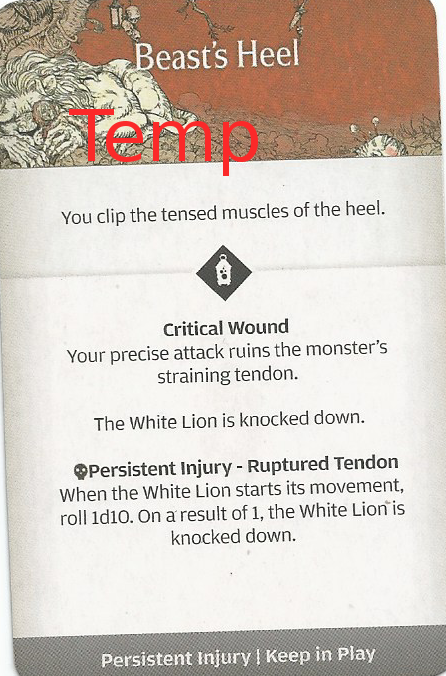 Beast's Heel
Temp
You clip the tensed muscles of the heel.
Critical Wound
Your precise attack ruins the monster's
straining tendon.
The White Lion is knocked down.
Persistent Injury - Ruptured Tendon
When the White Lion starts its movement,
roll 1d10. On a result of 1, the White Lion is
knocked down.
Persistent Injury | Keep in Play